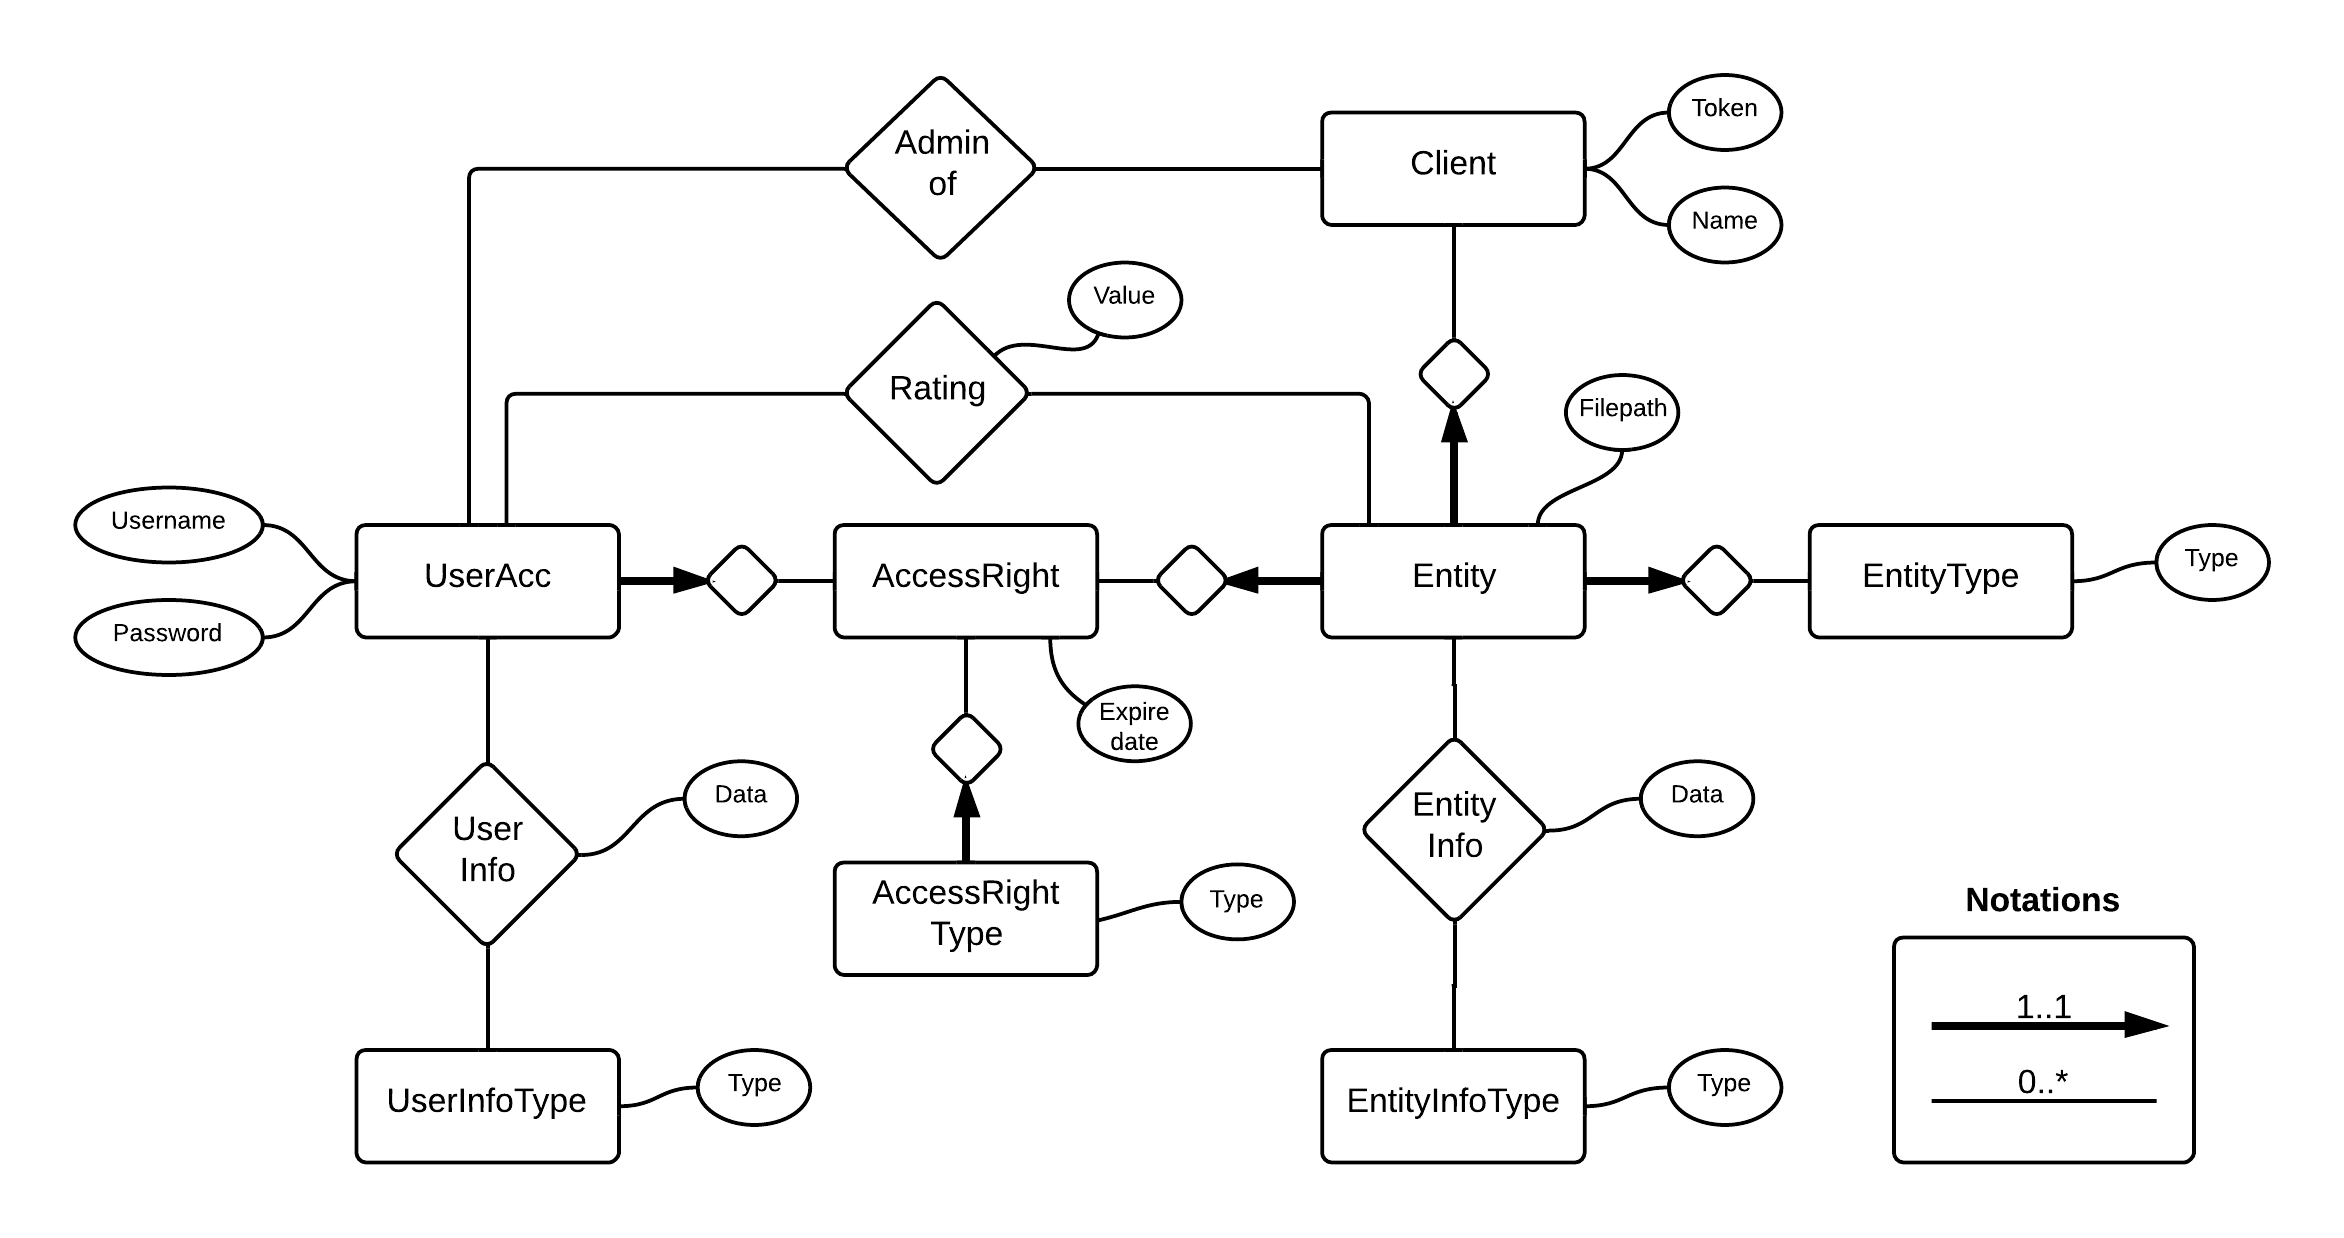 Admin
of
Client
Token
Name
Value
Rating
Filepath
Username
Password
UserAcc
AccessRight
Entity
EntityType
Type
Expire
date
User
Info
Data
AccessRight
Type
Type
Entity
Info
Data
Notations
1..1
0..*
UserInfoType
Type
EntityInfoType
Type